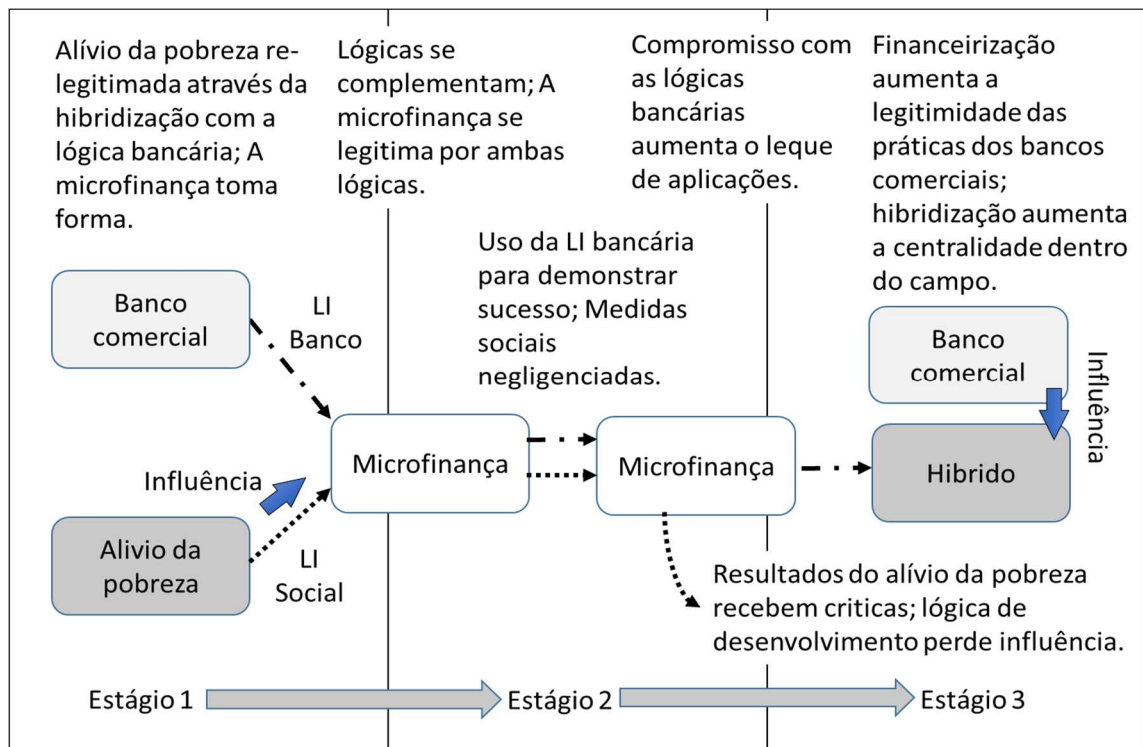 Alívio da pobreza re-
legitimada através da
hibridização com a
lógica bancária; A
microfinança toma
forma.
Lógicas se
complementam; A
microfinança se
legitima por ambas
lógicas.
Compromisso com
as lógicas
bancárias
aumenta o leque
de aplicações.
Financeirização
aumenta a
legitimidade das
práticas dos bancos
comerciais;
hibridização aumenta
a centralidade dentro
do campo.
Uso da LI bancária
para demonstrar
sucesso; Medidas
sociais
negligenciadas.
Banco
comercial
LI
Banco
Banco
comercial
Influência
Influência
Microfinança
Microfinança
Hibrido
Alivio da
pobreza
LI
Social
Resultados do alívio da pobreza
recebem criticas; lógica de
desenvolvimento perde influência.
Estágio 1
Estágio 2
Estágio 3